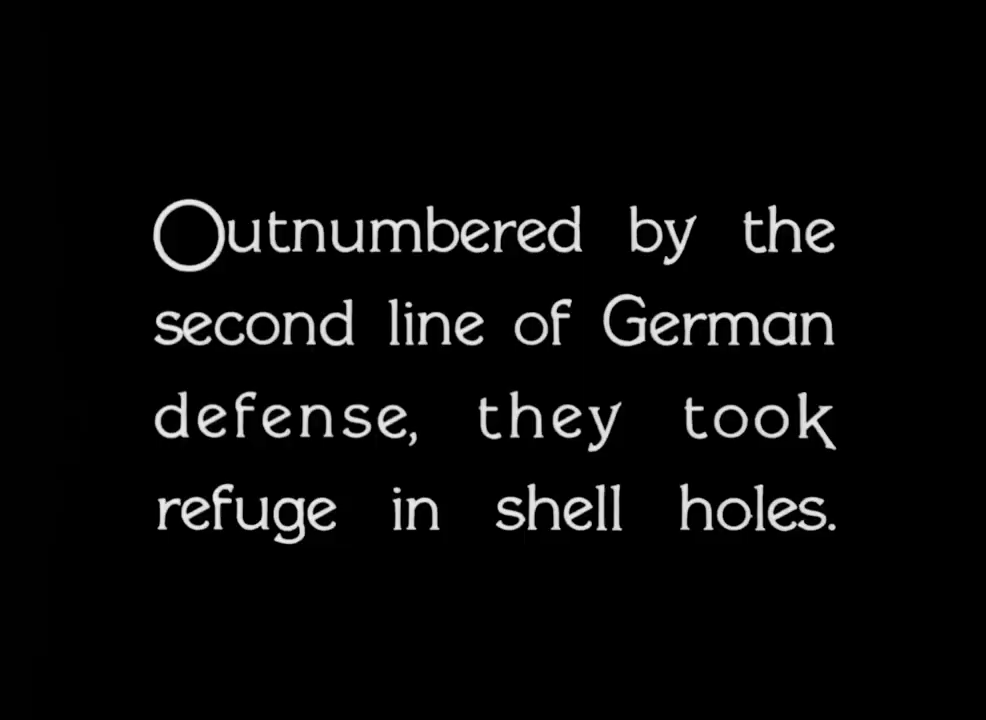 Outnumbered by the
second line of German
defense, they took
refuge in shell holes.